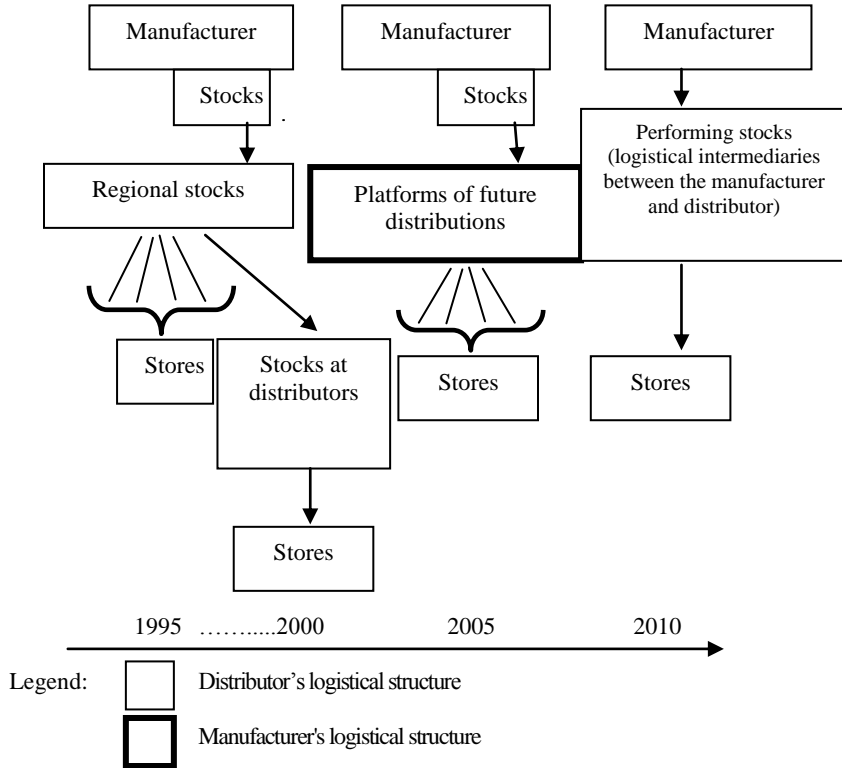 Manufacturer
Manufacturer
Manufacturer
Stocks
.
Stocks
Performing stocks
(logistical intermediaries
between the manufacturer
and distributor)
Regional stocks
Platforms of future
distributions
Stores
Stocks at
distributors
Stores
Stores
Stores
1995 …….....2000 2005 2010
Legend:
Distributor's logistical structure
Manufacturer's logistical structure